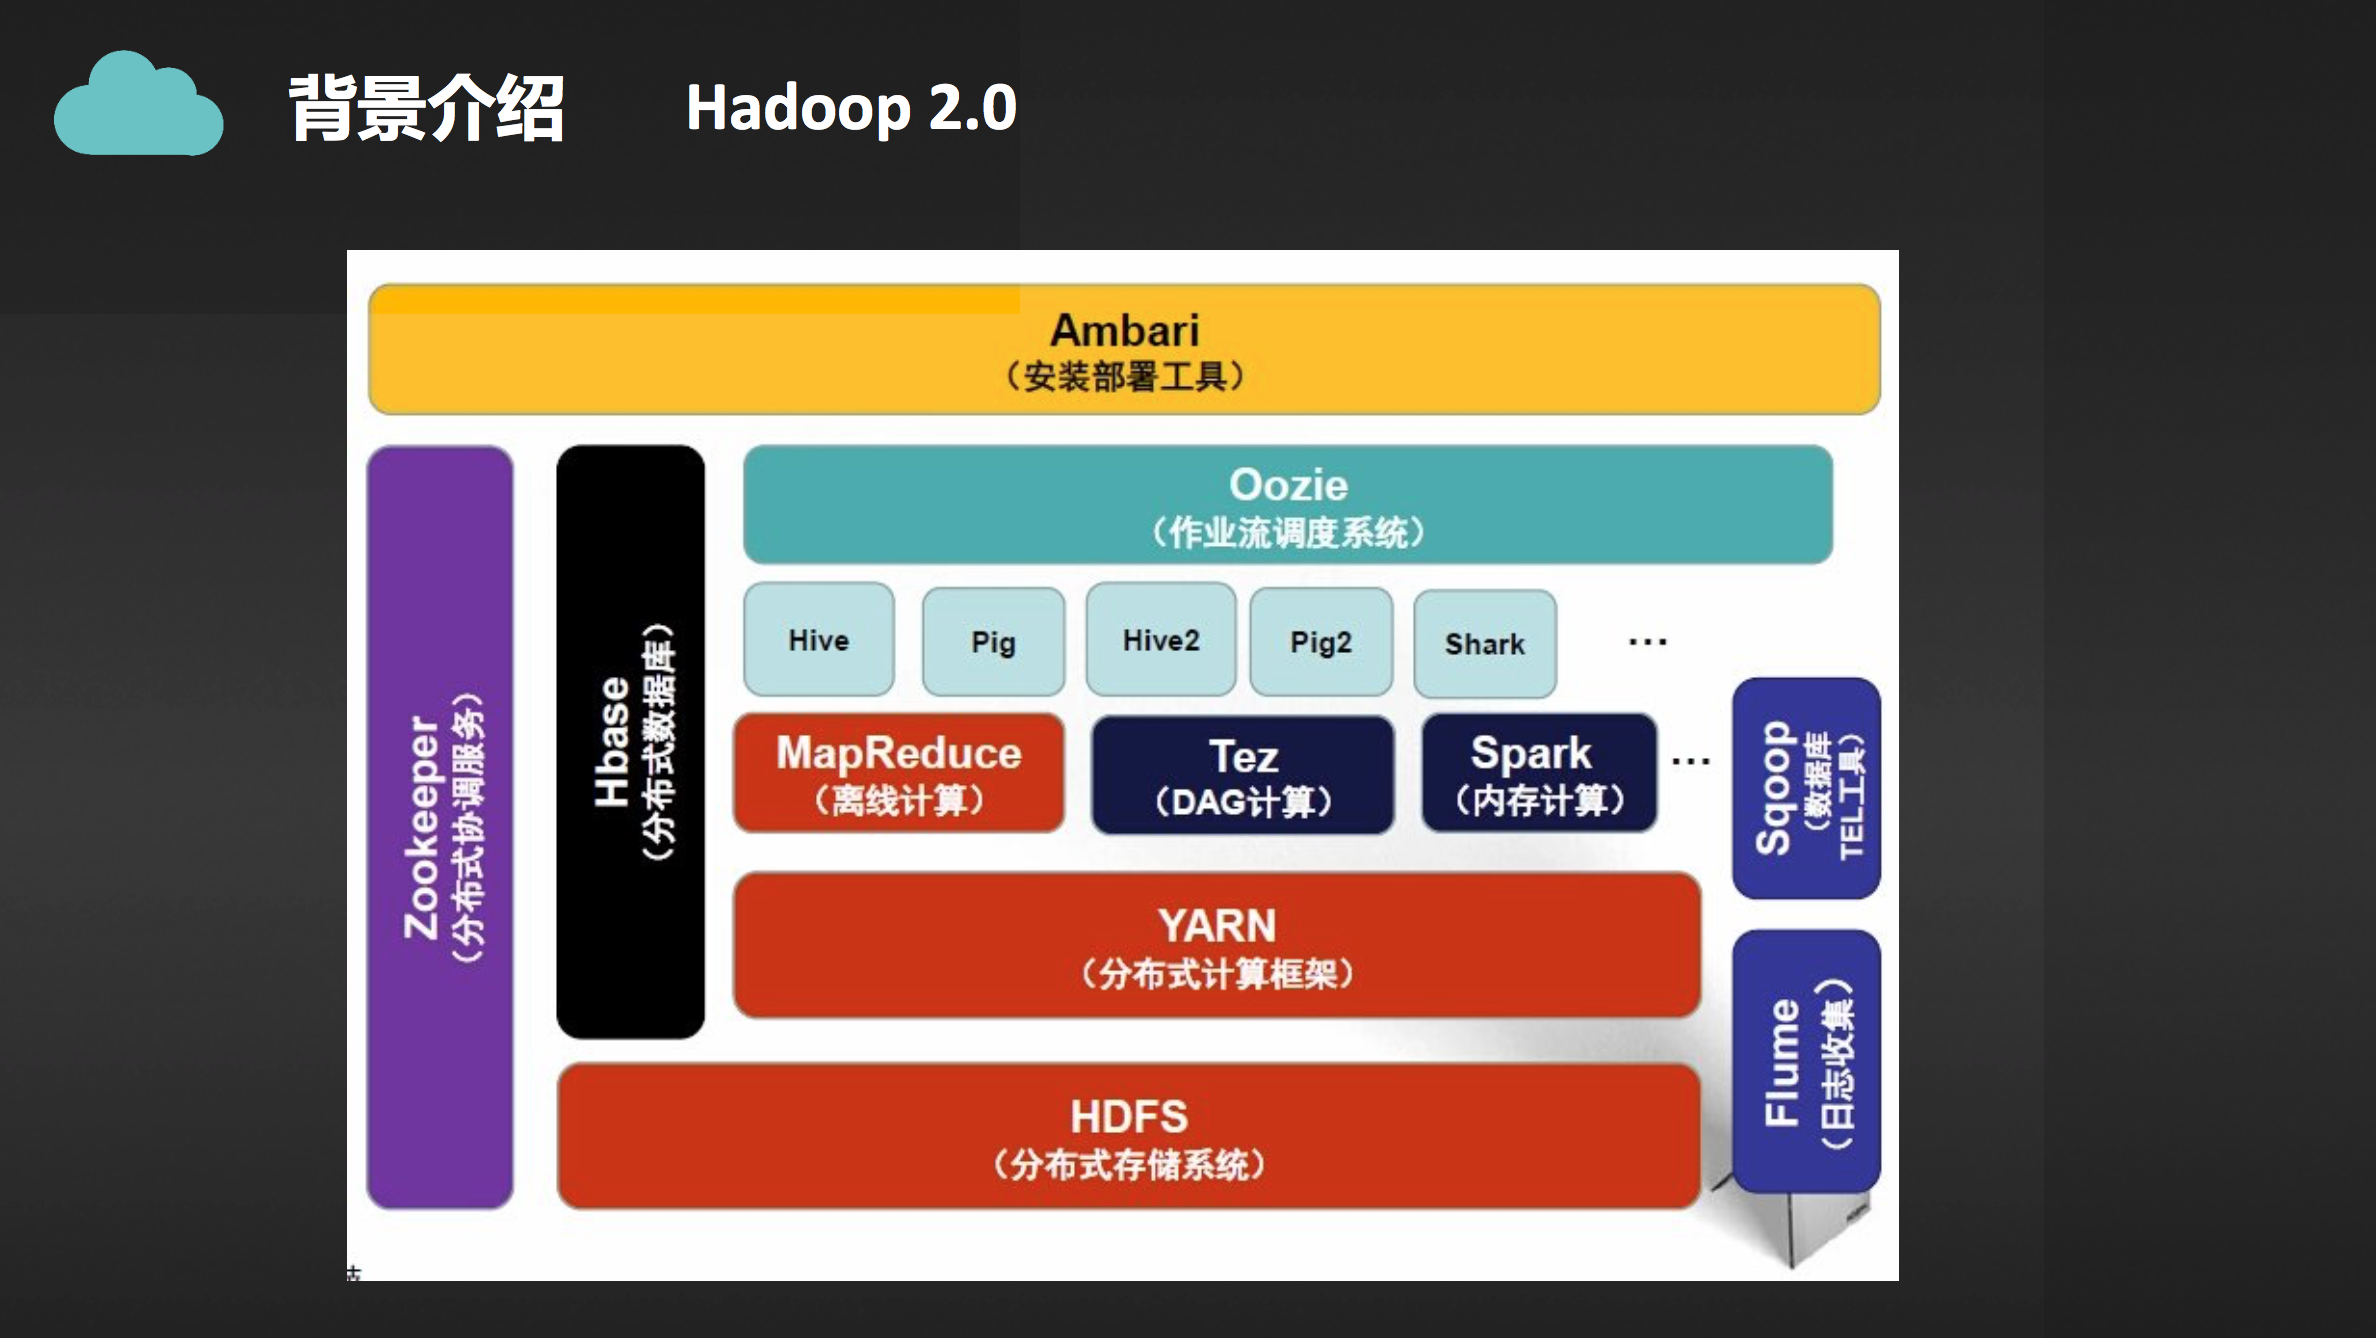 背景介绍 Hadoop 2.0
Ambari
（安装部署工具）
Zookeeper
（分布式协调服务）
Hbase
（分布式数据库）
Oozie
（作业流调度系统）
Hive
Pig
Hive2
Pig2
Shark
...
MapReduce
（离线计算）
Tez
（DAG计算）
Spark
（内存计算）
...
Sqoop
（数据库
TEL工具）
YARN
（分布式计算框架）
Flume
（日志收集）
HDFS
（分布式存储系统）